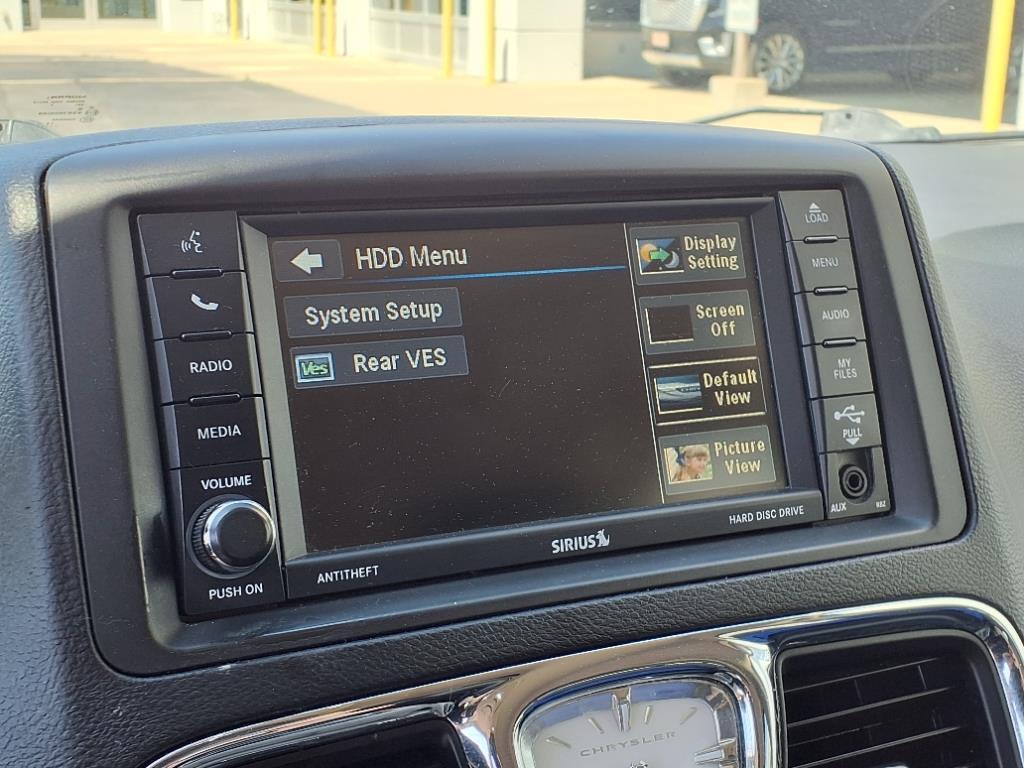 HDD Menu
System Setup
Ves
Rear VES
Display
Setting
Screen
Off
Default
View
Picture
View
RADIO
MEDIA
VOLUME
PUSH ON
LOAD
MENU
AUDIO
MY
FILES
PULL
AUX
RBZ
ANTITHEFT
SIRIUS
HARD DISC DRIVE
CHRYSLER